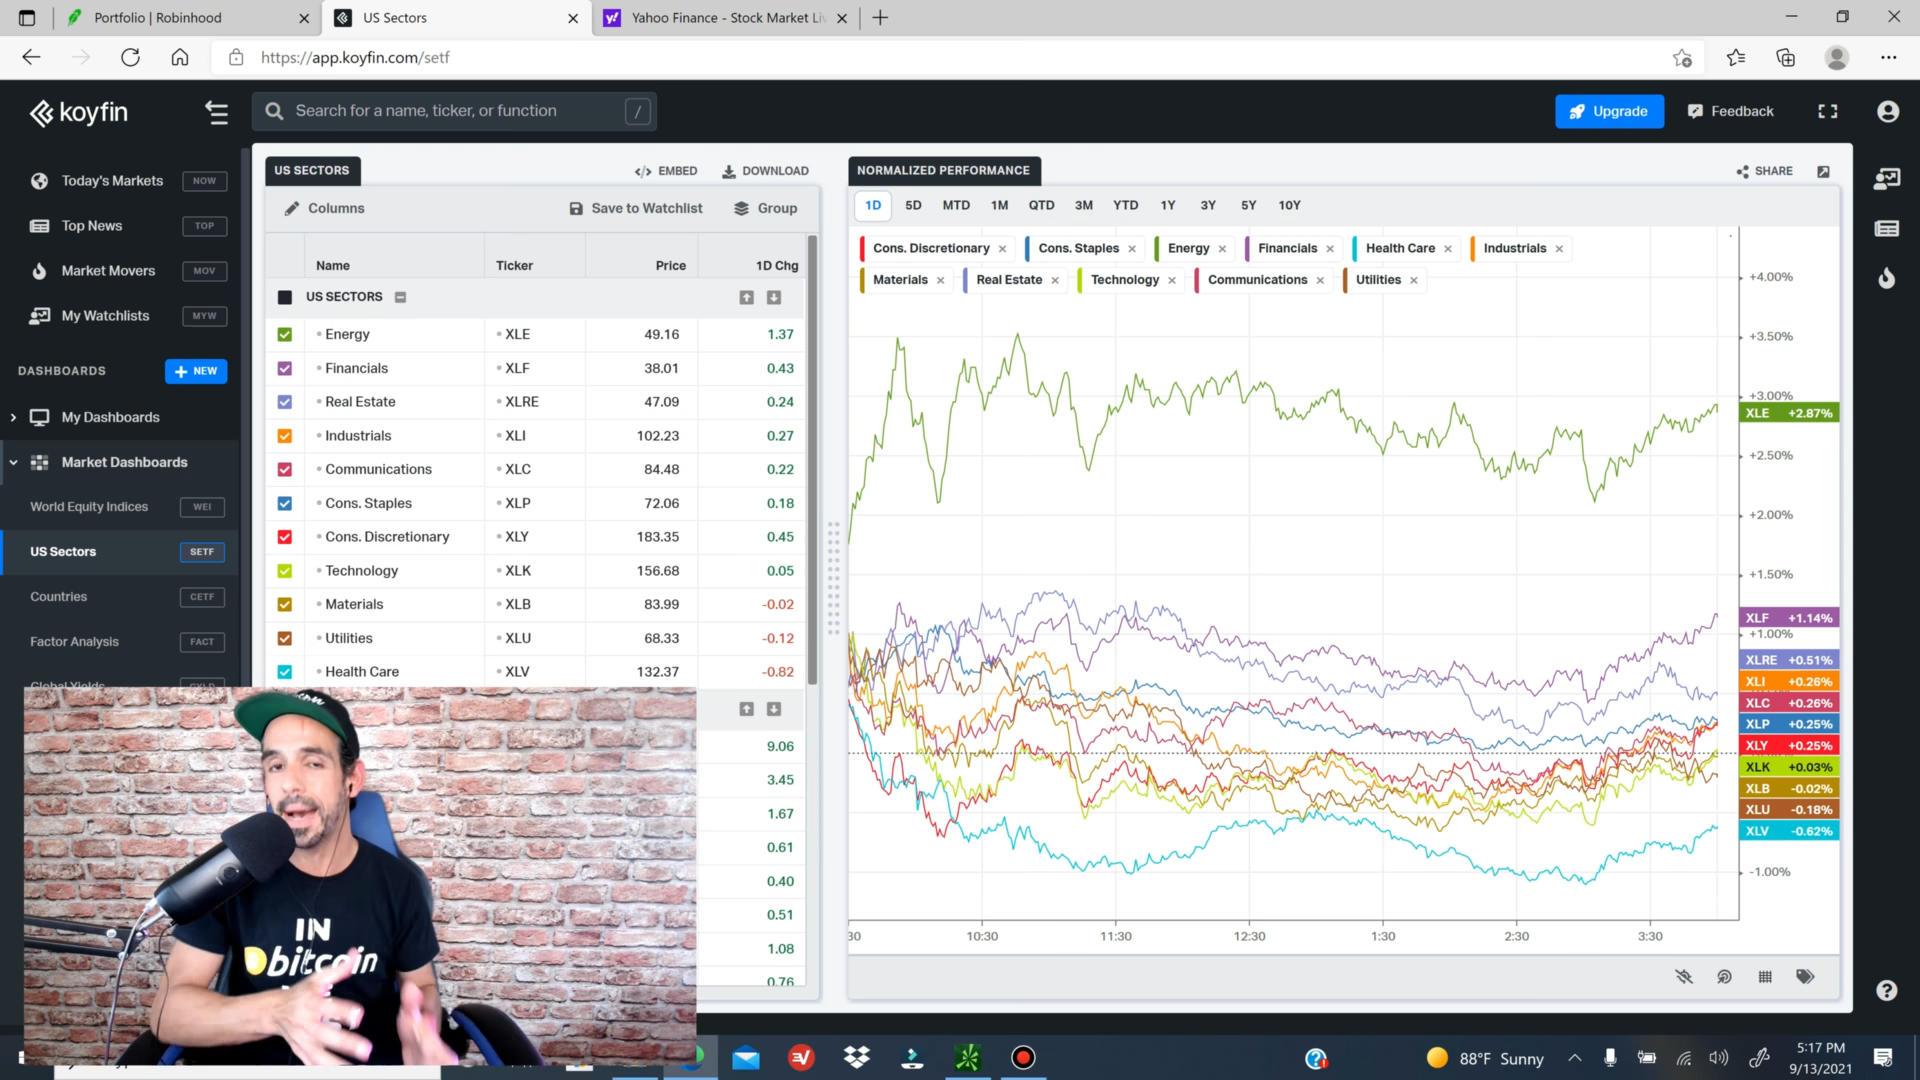 Portfolio | Robinhood
US Sectors
Yahoo Finance - Stock Market Li
https://app.koyfin.com/setf
koyfin
Search for a name, ticker, or function /
Upgrade
Feedback
Today's Markets NOW
Top News TOP
Market Movers MOV
My Watchlists MYW
DASHBOARDS
+ NEW
My Dashboards
Market Dashboards
World Equity Indices WEI
US Sectors SETF
Countries CETF
Factor Analysis FACT
US SECTORS
EMBED
DOWNLOAD
Columns
Save to Watchlist
Group
Name Ticker Price 1D Chg
US SECTORS
Energy XLE 49.16 1.37
Financials XLF 38.01 0.43
Real Estate XLRE 47.09 0.24
Industrials XLI 102.23 0.27
Communications XLC 84.48 0.22
Cons. Staples XLP 72.06 0.18
Cons. Discretionary XLY 183.35 0.45
Technology XLK 156.68 0.05
Materials XLB 83.99 -0.02
Utilities XLU 68.33 -0.12
Health Care XLV 132.37 -0.82
9.06
3.45
1.67
0.61
0.40
0.51
1.08
0.76
NORMALIZED PERFORMANCE
SHARE
1D 5D MTD 1M QTD 3M YTD 1Y 3Y 5Y 10Y
Cons. Discretionary Cons. Staples Energy Financials Health Care Industrials
Materials Real Estate Technology Communications Utilities
+4.00%
+3.50%
+3.00%
XLE +2.87%
+2.50%
+2.00%
+1.50%
XLF +1.14%
+1.00%
XLRE +0.51%
XLI +0.26%
XLC +0.26%
XLP +0.25%
XLY +0.25%
XLK +0.03%
XLB -0.02%
XLU -0.18%
XLV -0.62%
-1.00%
30 10:30 11:30 12:30 1:30 2:30 3:30
IN
bitcoin
88°F Sunny
5:17 PM
9/13/2021